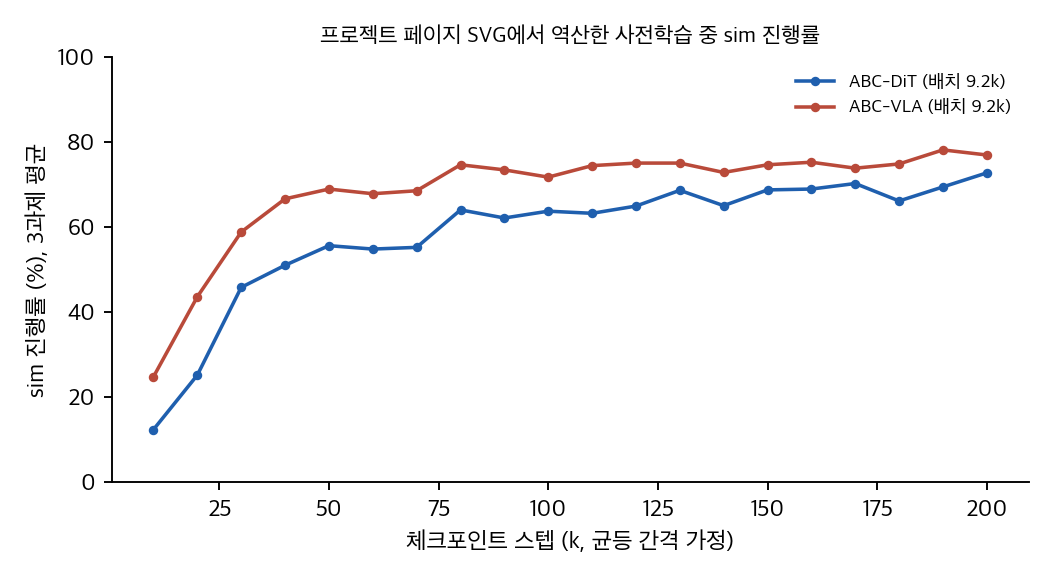 프로젝트 페이지 SVG에서 역산한 사전학습 중 sim 진행률
ABC-DiT (배치 9.2k)
ABC-VLA (배치 9.2k)
sim 진행률 (%), 3과제 평균
100
80
60
40
20
0
25 50 75 100 125 150 175 200
체크포인트 스텝 (k, 균등 간격 가정)